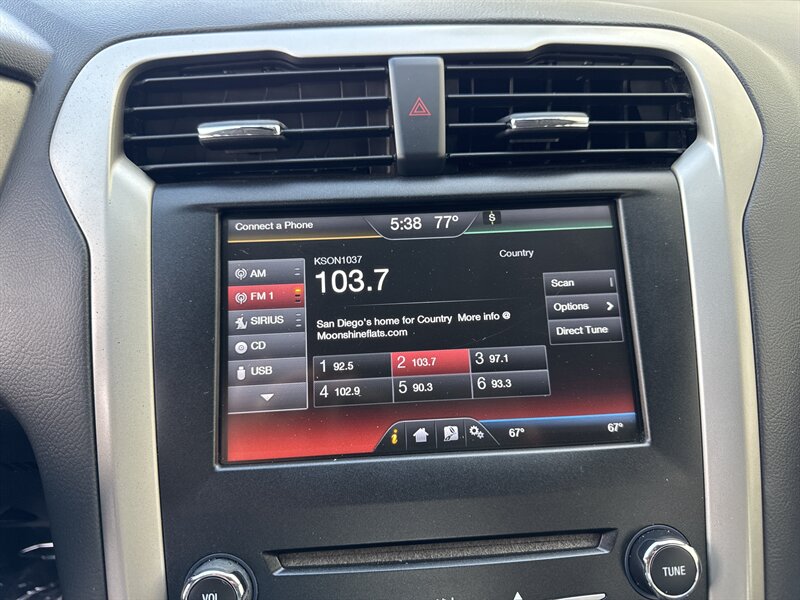 Connect a Phone 5:38 77°
KSON1037 Country
103.7
San Diego's home for Country More info @
Moonshineflats.com
AM
FM 1
SIRIUS
CD
USB
Scan
Options
Direct Tune
1 92.5 2 103.7 3 97.1
4 102.9 5 90.3 6 93.3
67° 67°
VOL TUNE